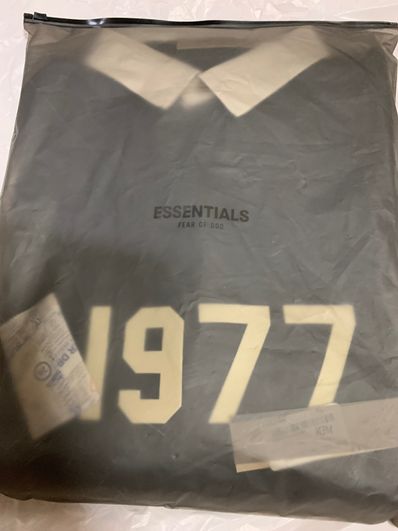 ESSENTIALS
FEAR OF GOD
1977